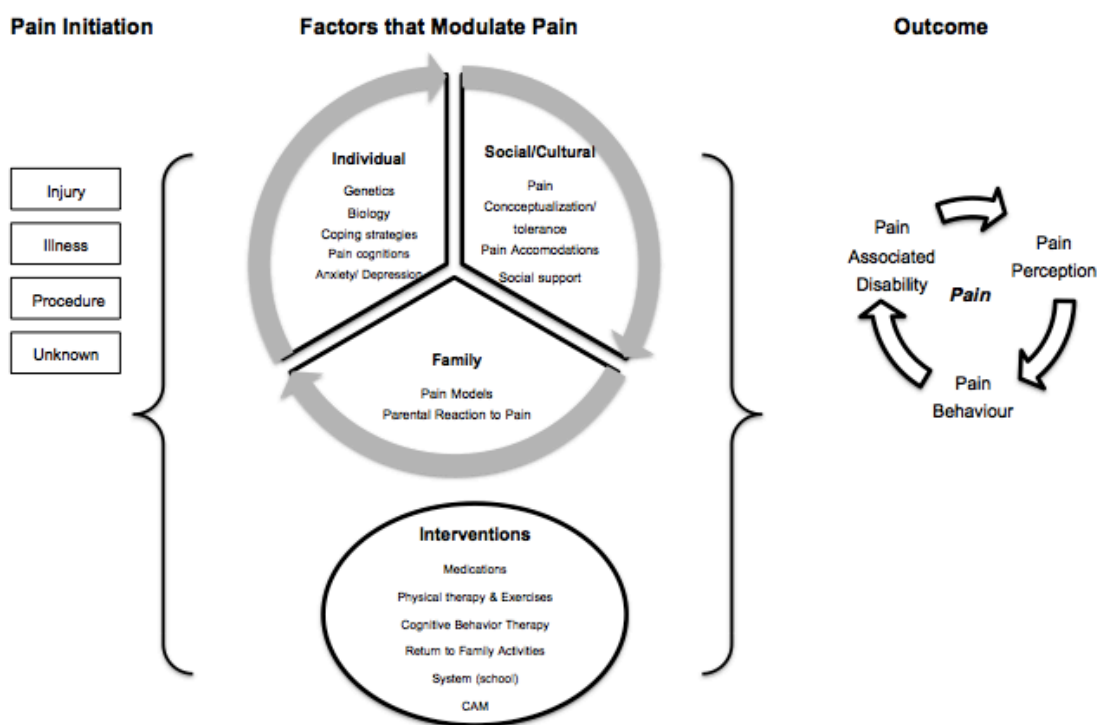 Pain Initiation
Factors that Modulate Pain
Outcome
Injury
Illness
Procedure
Unknown
Individual
Genetics
Biology
Coping strategies
Pain cognitions
Anxiety/ Depression
Social/Cultural
Pain
Concceptualization/
tolerance
Pain Accomodations
Social support
Family
Pain Models
Parental Reaction to Pain
Interventions
Medications
Physical therapy & Exercises
Cognitive Behavior Therapy
Return to Family Activities
System (school)
CAM
Pain
Associated
Disability
Pain
Perception
Pain
Pain
Behaviour